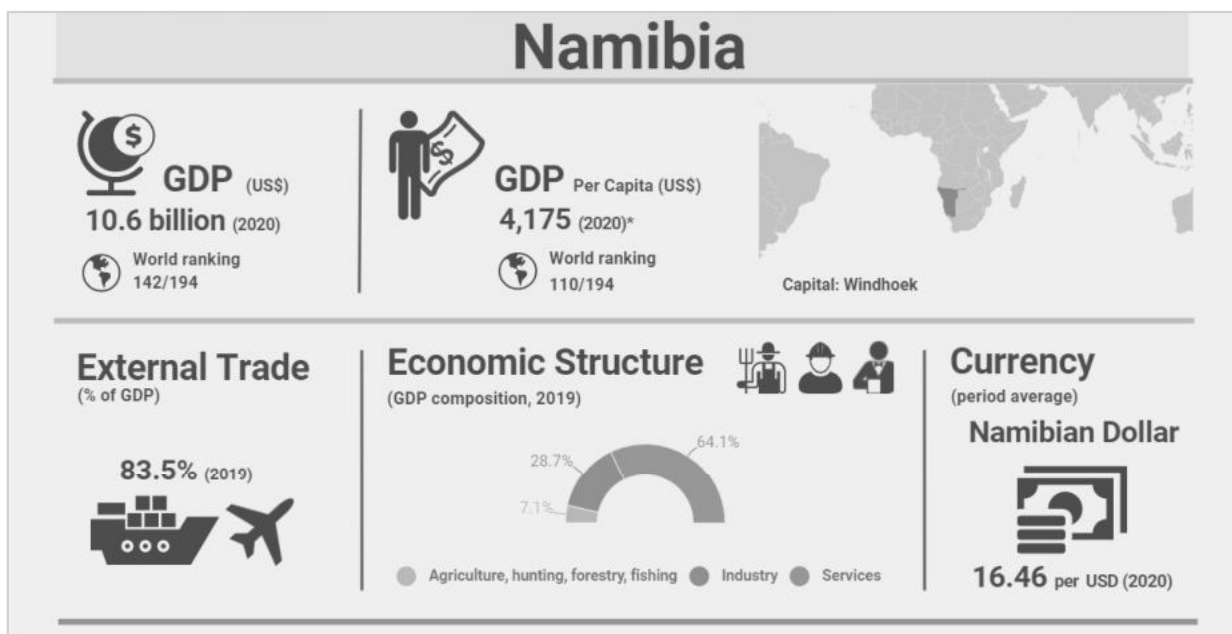 Namibia
GDP (US$)
10.6 billion (2020)
World ranking
142/194
GDP Per Capita (US$)
4,175 (2020)*
World ranking
110/194
Capital: Windhoek
External Trade
(% of GDP)
83.5% (2019)
Economic Structure
(GDP composition, 2019)
64.1%
28.7%
7.1%
Agriculture, hunting, forestry, fishing
Industry
Services
Currency
(period average)
Namibian Dollar
16.46 per USD (2020)